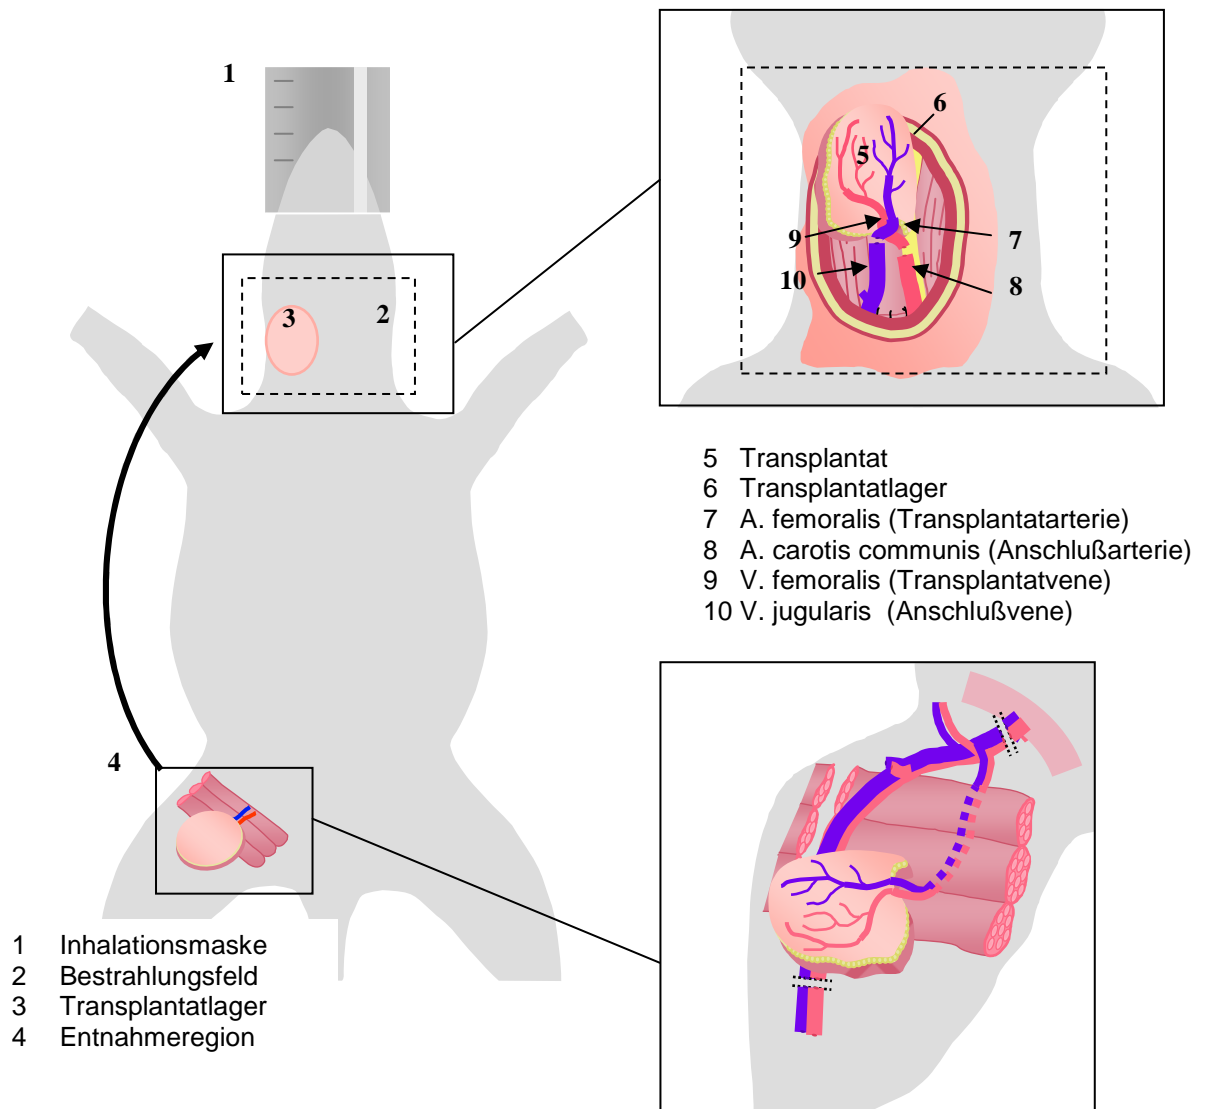 1
2
3
4
5
6
7
8
9
10
5 Transplantat
6 Transplantatlager
7 A. femoralis (Transplantatarterie)
8 A. carotis communis (Anschlußarterie)
9 V. femoralis (Transplantatvene)
10 V. jugularis (Anschlußvene)
1 Inhalationsmaske
2 Bestrahlungsfeld
3 Transplantatlager
4 Entnahmeregion